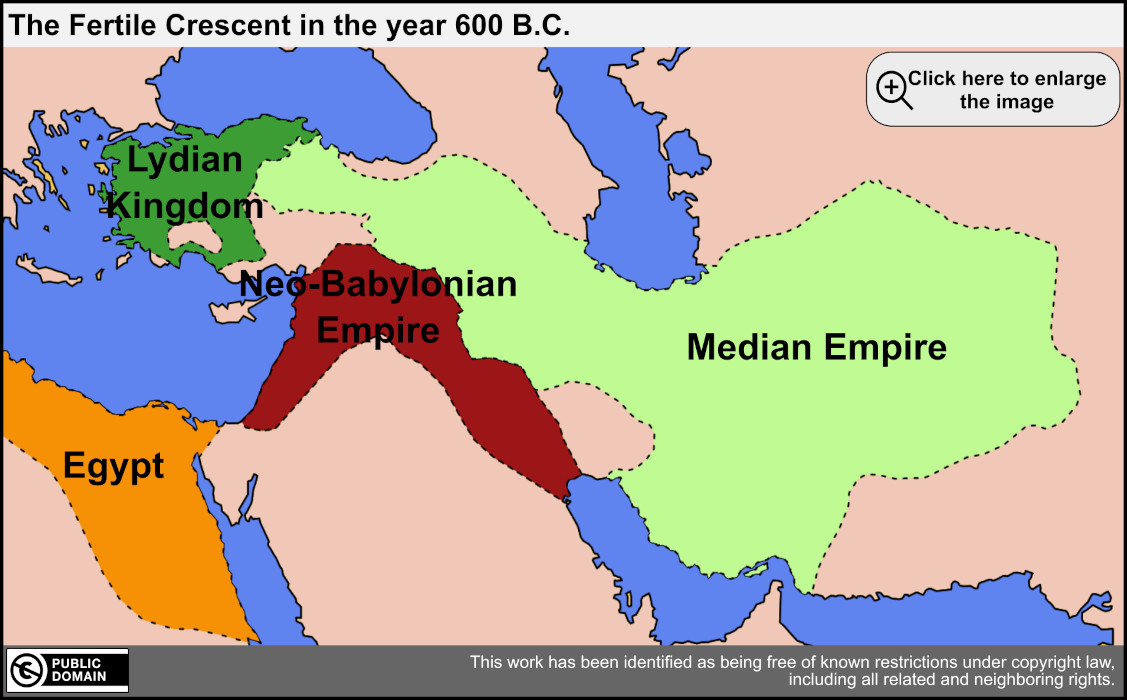 The Fertile Crescent in the year 600 B.C.
Click here to enlarge
the image
Lydian
Kingdom
Neo-Babylonian
Empire
Median Empire
Egypt
PUBLIC
DOMAIN
This work has been identified as being free of known restrictions under copyright law,
including all related and neighboring rights.